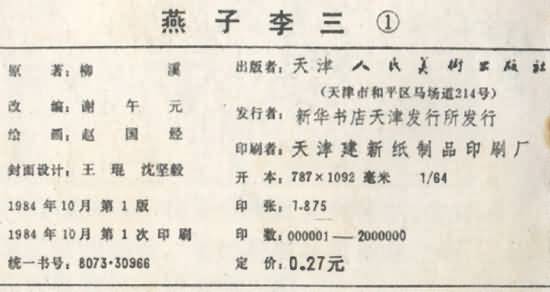 燕子李三 ①
原著：柳溪
改编：谢午元
绘画：赵国经
封面设计：王琨 沈坚毅
1984年10月第1版
1984年10月第1次印刷
统一书号：8073·30966
出版者：天津人民美术出版社
（天津市和平区马场道214号）
发行者：新华书店天津发行所发行
印刷者：天津建新纸制品印刷厂
开本：787×1092毫米 1/64
印张：1.875
印数：000001—2000000
定价：0.27元